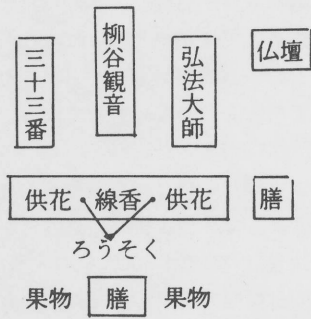 三十三番
柳谷観音
弘法大師
仏壇
供花・線香・供花
膳
ろうそく
果物 膳 果物